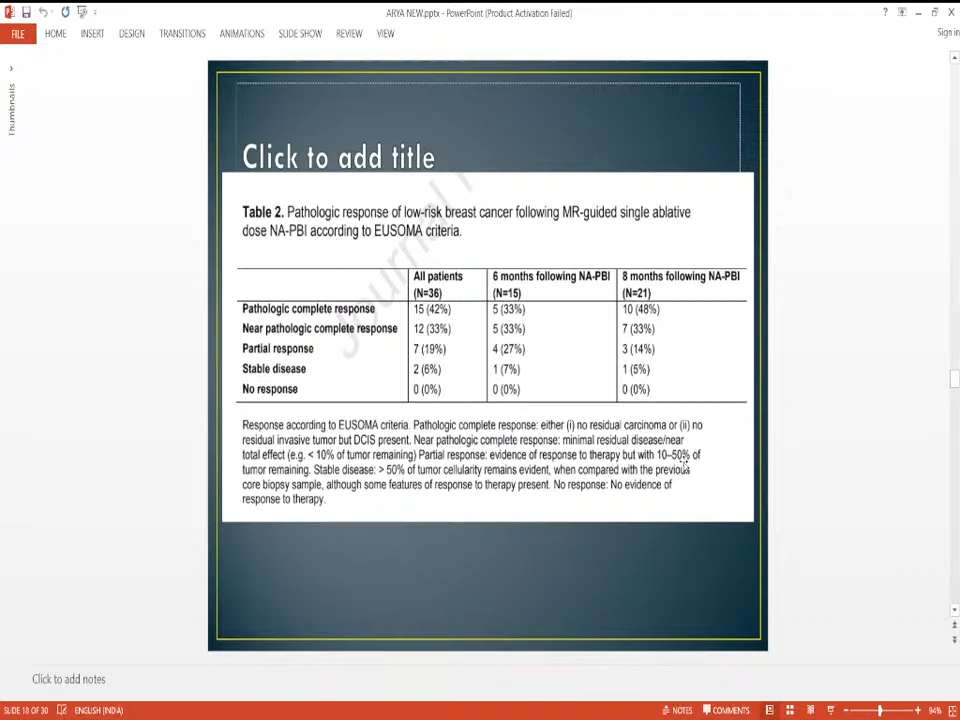 ARYA NEW.pptx - PowerPoint (Product Activation Failed)
FILE HOME INSERT DESIGN TRANSITIONS ANIMATIONS SLIDE SHOW REVIEW VIEW Sign in
Thumbnails
Click to add title
Journal
Table 2. Pathologic response of low-risk breast cancer following MR-guided single ablative
dose NA-PBI according to EUSOMA criteria.
All patients 6 months following NA-PBI 8 months following NA-PBI
(N=36) (N=15) (N=21)
Pathologic complete response 15 (42%) 5 (33%) 10 (48%)
Near pathologic complete response 12 (33%) 5 (33%) 7 (33%)
Partial response 7 (19%) 4 (27%) 3 (14%)
Stable disease 2 (6%) 1 (7%) 1 (5%)
No response 0 (0%) 0 (0%) 0 (0%)
Response according to EUSOMA criteria. Pathologic complete response: either (i) no residual carcinoma or (ii) no
residual invasive tumor but DCIS present. Near pathologic complete response: minimal residual disease/near
total effect (e.g. < 10% of tumor remaining) Partial response: evidence of response to therapy but with 10–50% of
tumor remaining. Stable disease: > 50% of tumor cellularity remains evident, when compared with the previous
core biopsy sample, although some features of response to therapy present. No response: No evidence of
response to therapy.
Click to add notes
SLIDE 18 OF 30 ENGLISH (INDIA) NOTES COMMENTS 94%